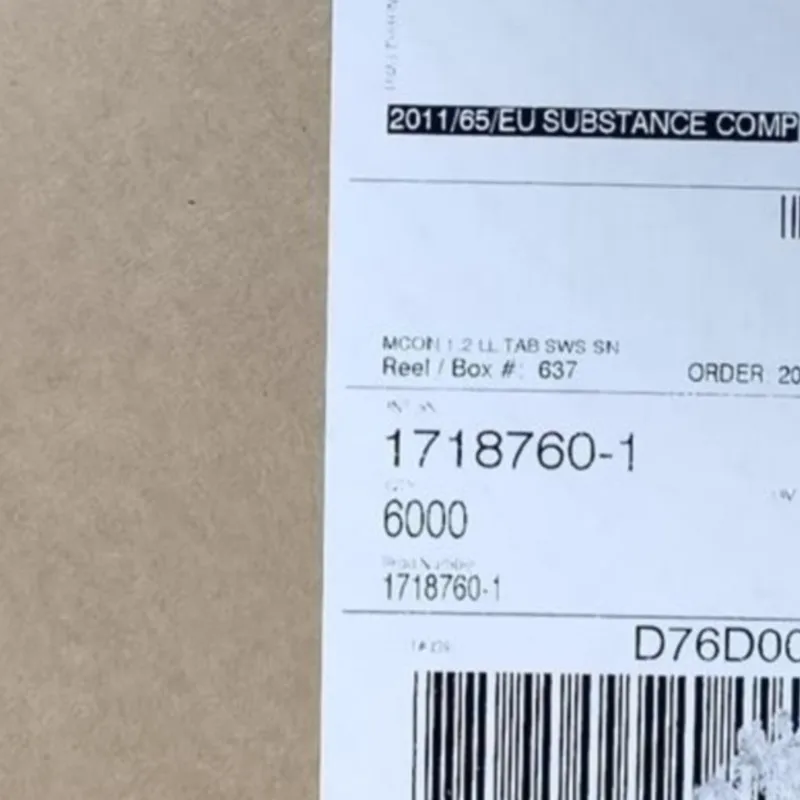 2011/65/EU SUBSTANCE COMP
MCON 1.2 LL TAB SWS SN
Reel / Box #: 637
ORDER 20
1718760-1
6000
1718760-1
D76D00